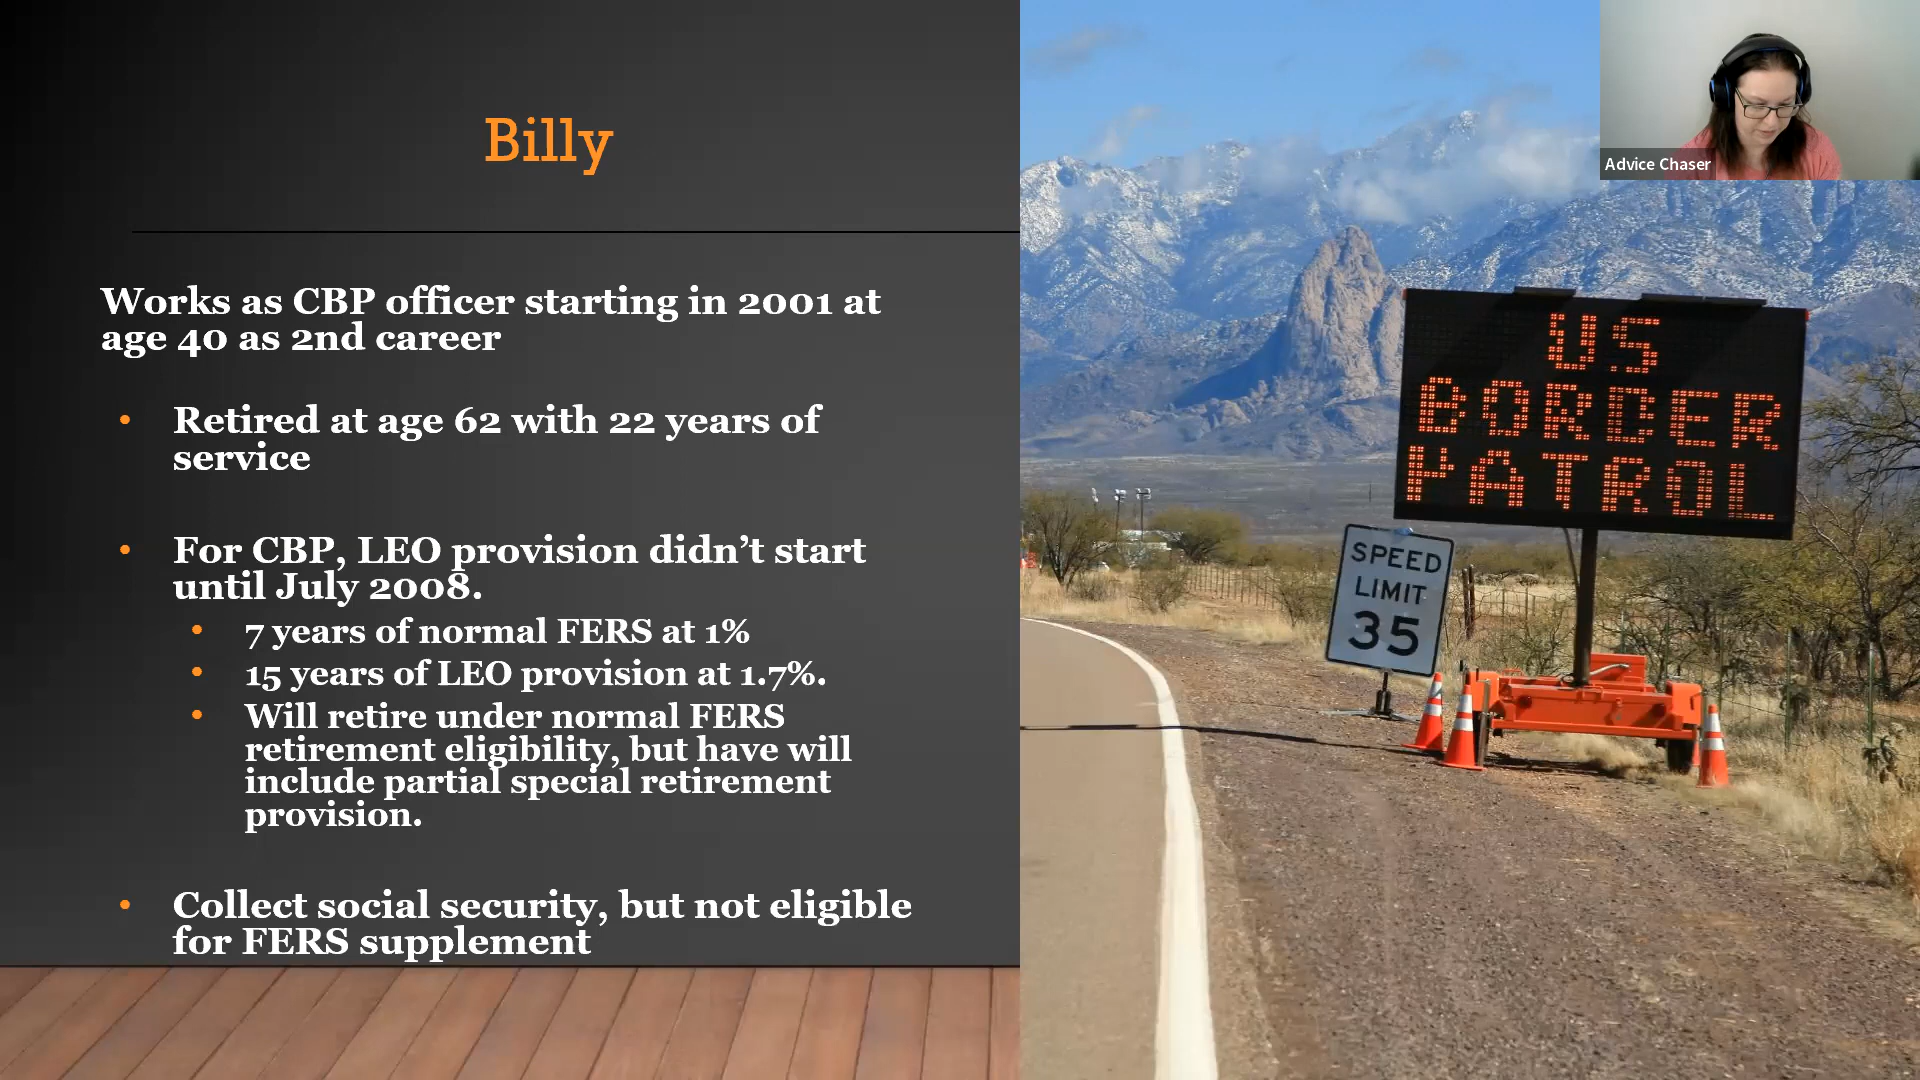 Billy
Works as CBP officer starting in 2001 at
age 40 as 2nd career
• Retired at age 62 with 22 years of
service
• For CBP, LEO provision didn't start
until July 2008.
• 7 years of normal FERS at 1%
• 15 years of LEO provision at 1.7%.
• Will retire under normal FERS
retirement eligibility, but have will
include partial special retirement
provision.
• Collect social security, but not eligible
for FERS supplement
Advice Chaser
US
BORDER
PATROL
SPEED
LIMIT
35